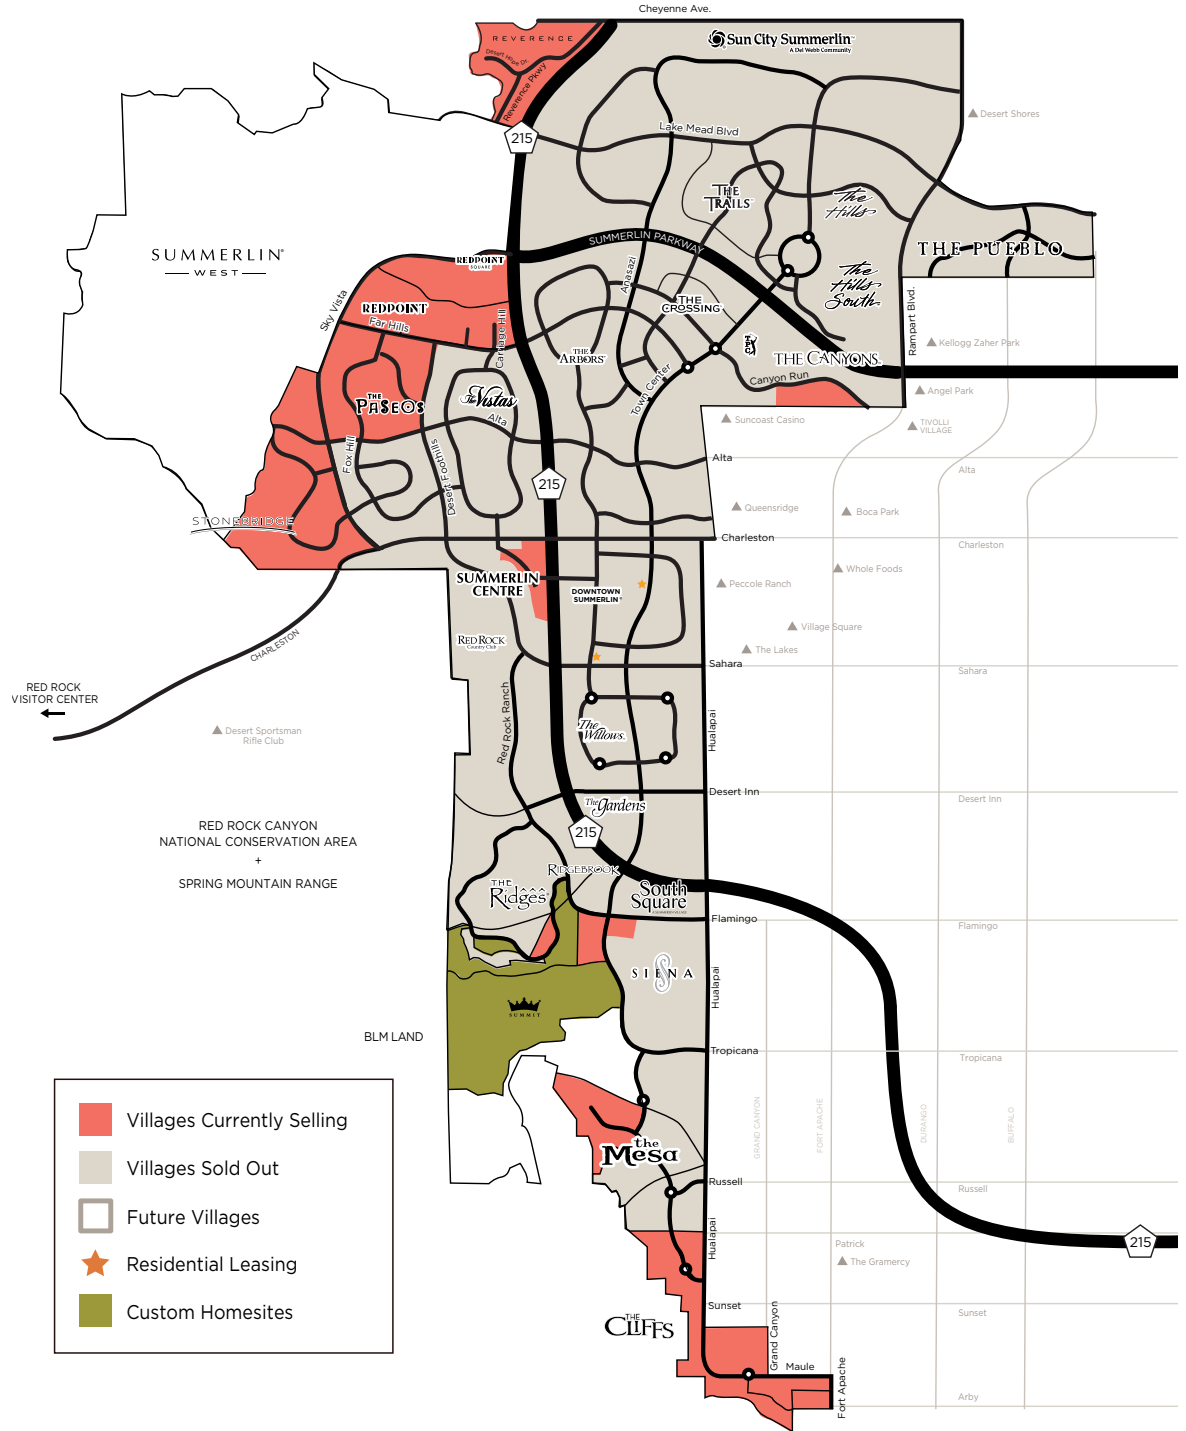 Cheyenne Ave.
REVERENCE
Desert Hope Dr.
Reverence Pkwy
Sun City Summerlin
A Del Webb Community
215
Lake Mead Blvd
Desert Shores
THE
TRAILS
The
Hills
SUMMERLIN®
WEST
SUMMERLIN PARKWAY
THE PUEBLO
REDPOINT
SQUARE
Anasazi
The
Hills
South
Sky Vista
REDPOINT
Far Hills
Carriage Hill
THE
CROSSING
TPC
Rampart Blvd.
Kellogg Zaher Park
THE
ARBORS
THE CANYONS
Town Center
Canyon Run
Angel Park
THE
PASEOS
The
Vistas
Alta
Suncoast Casino
TIVOLLI
VILLAGE
Fox Hill
Desert Foothills
Alta
Alta
215
Queensridge
Boca Park
STONEBRIDGE
Charleston
Charleston
SUMMERLIN
CENTRE
DOWNTOWN
SUMMERLIN®
Peccole Ranch
Whole Foods
Village Square
CHARLESTON
RED ROCK
Country Club
The Lakes
Sahara
Sahara
RED ROCK
VISITOR CENTER
Red Rock Ranch
Hualapai
Desert Sportsman
Rifle Club
The
Willows
Desert Inn
Desert Inn
The
Gardens
RED ROCK CANYON
NATIONAL CONSERVATION AREA
+
SPRING MOUNTAIN RANGE
215
RIDGEBROOK
THE
Ridges
South
Square
Flamingo
Flamingo
SIENA
Hualapai
SUMMIT
BLM LAND
Tropicana
Tropicana
GRAND CANYON
FORT APACHE
DURANGO
BUFFALO
the
Mesa
Russell
Russell
Hualapai
Patrick
The Gramercy
215
Sunset
Sunset
THE
CLIFFS
Grand Canyon
Maule
Fort Apache
Arby
Villages Currently Selling
Villages Sold Out
Future Villages
Residential Leasing
Custom Homesites